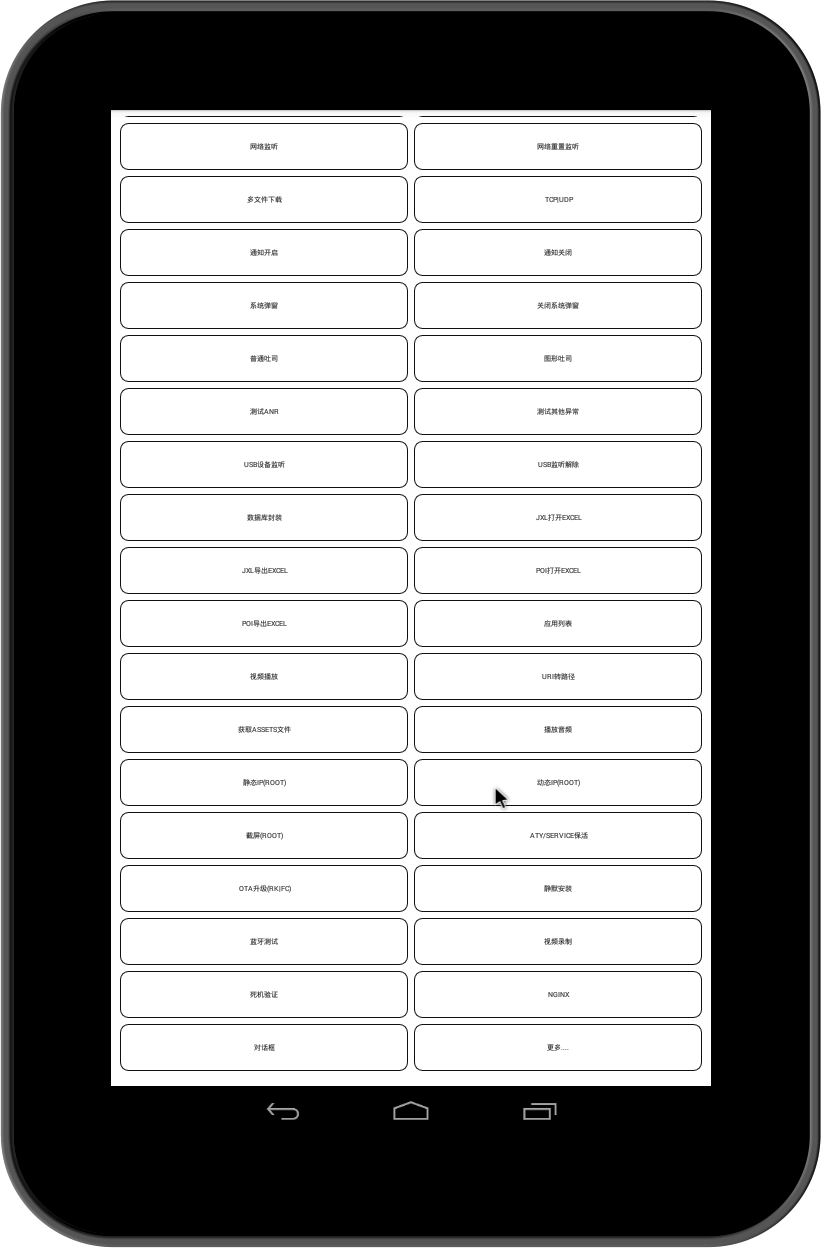 网络监听
网络重置监听
多文件下载
TCP|UDP
通知开启
通知关闭
系统弹窗
关闭系统弹窗
普通吐司
图形吐司
测试ANR
测试其他异常
USB设备监听
USB监听解除
数据库封装
JXL打开EXCEL
JXL导出EXCEL
POI打开EXCEL
POI导出EXCEL
应用列表
视频播放
URI转路径
获取ASSETS文件
播放音频
静态IP(ROOT)
动态IP(ROOT)
截屏(ROOT)
ATY/SERVICE保活
OTA升级(RK|FC)
静默安装
蓝牙测试
视频录制
死机验证
NGINX
对话框
更多....